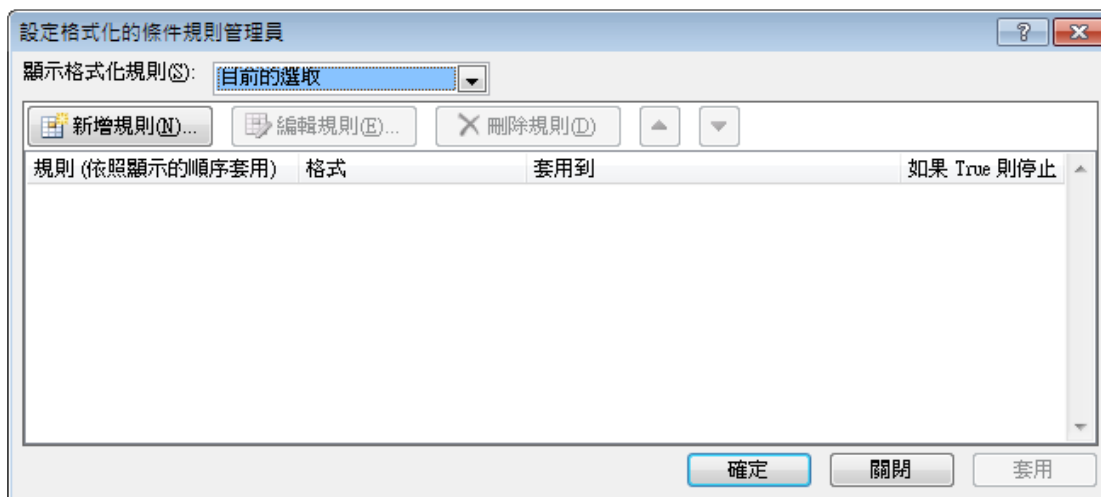 設定格式化的條件規則管理員
顯示格式化規則(S): 目前的選取
新增規則(N)... 編輯規則(E)... 刪除規則(D)
規則 (依照顯示的順序套用) 格式 套用到 如果 True 則停止
確定 關閉 套用